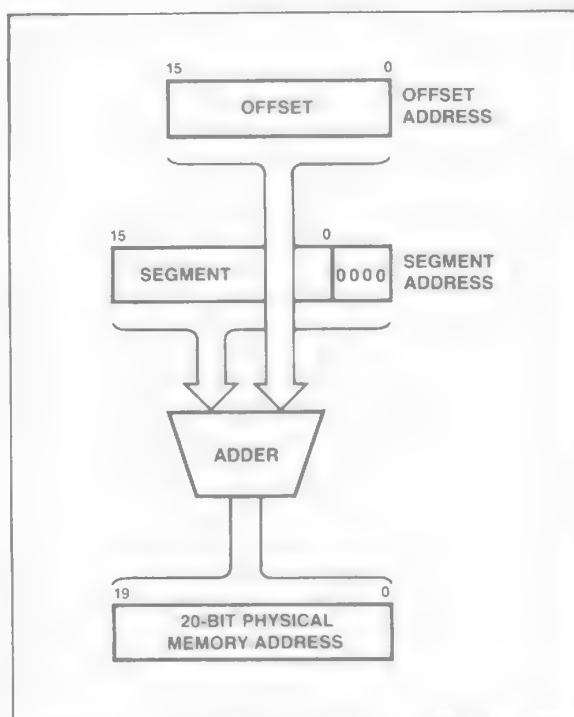 15 0
OFFSET
OFFSET
ADDRESS
15 0
SEGMENT
0000
SEGMENT
ADDRESS
ADDER
19 0
20-BIT PHYSICAL
MEMORY ADDRESS